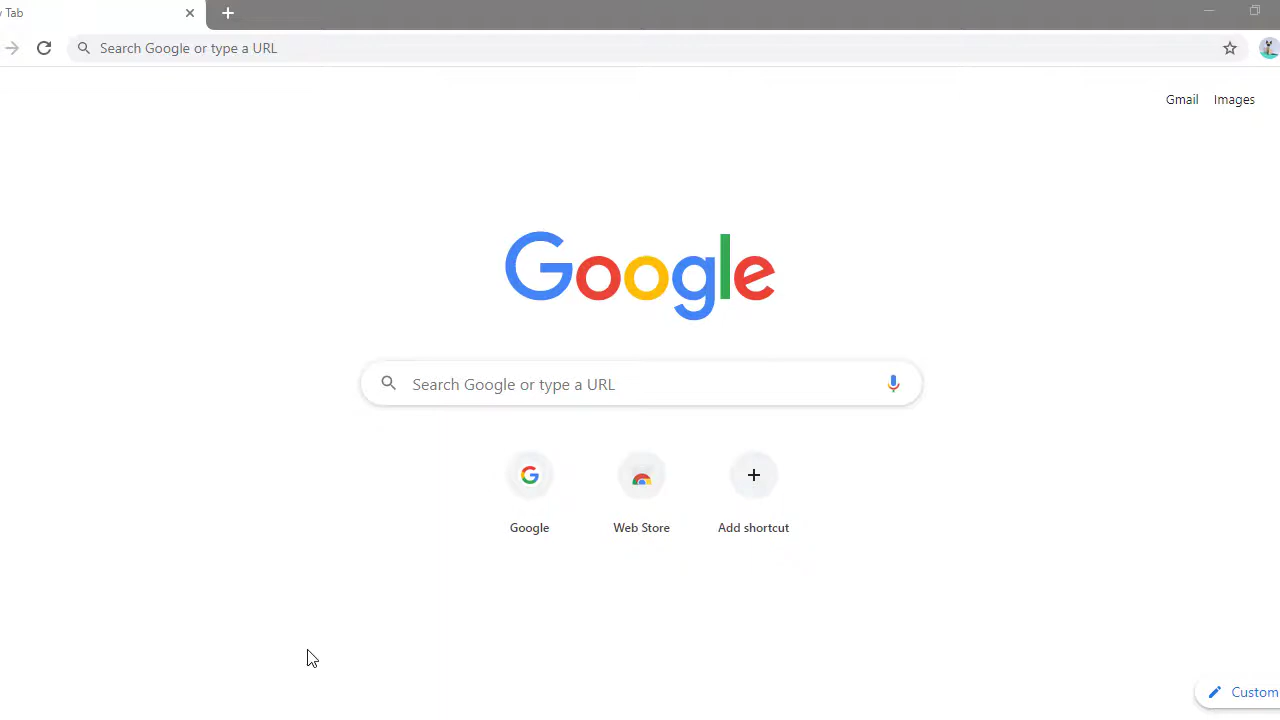 Tab
Search Google or type a URL
Gmail Images
Google
Search Google or type a URL
Google Web Store Add shortcut
Custom